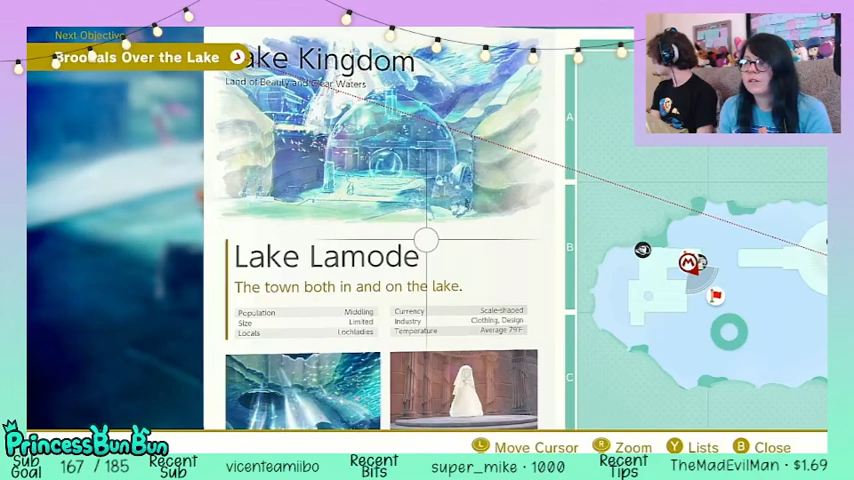 Next Objective
Broodals Over the Lake
Lake Kingdom
Land of Beauty and Clear Waters
A
Lake Lamode
The town both in and on the lake.
B
Population Middling
Size Limited
Locals Lochladies
Currency Scale-shaped
Industry Clothing, Design
Temperature Average 79°F
C
L Move Cursor R Zoom Y Lists B Close
PrincessBunBun
Sub Goal 167 / 185
Recent Sub vicenteamiibo
Recent Bits super_mike · 1000
Recent Tips TheMadEvilMan · $1.69